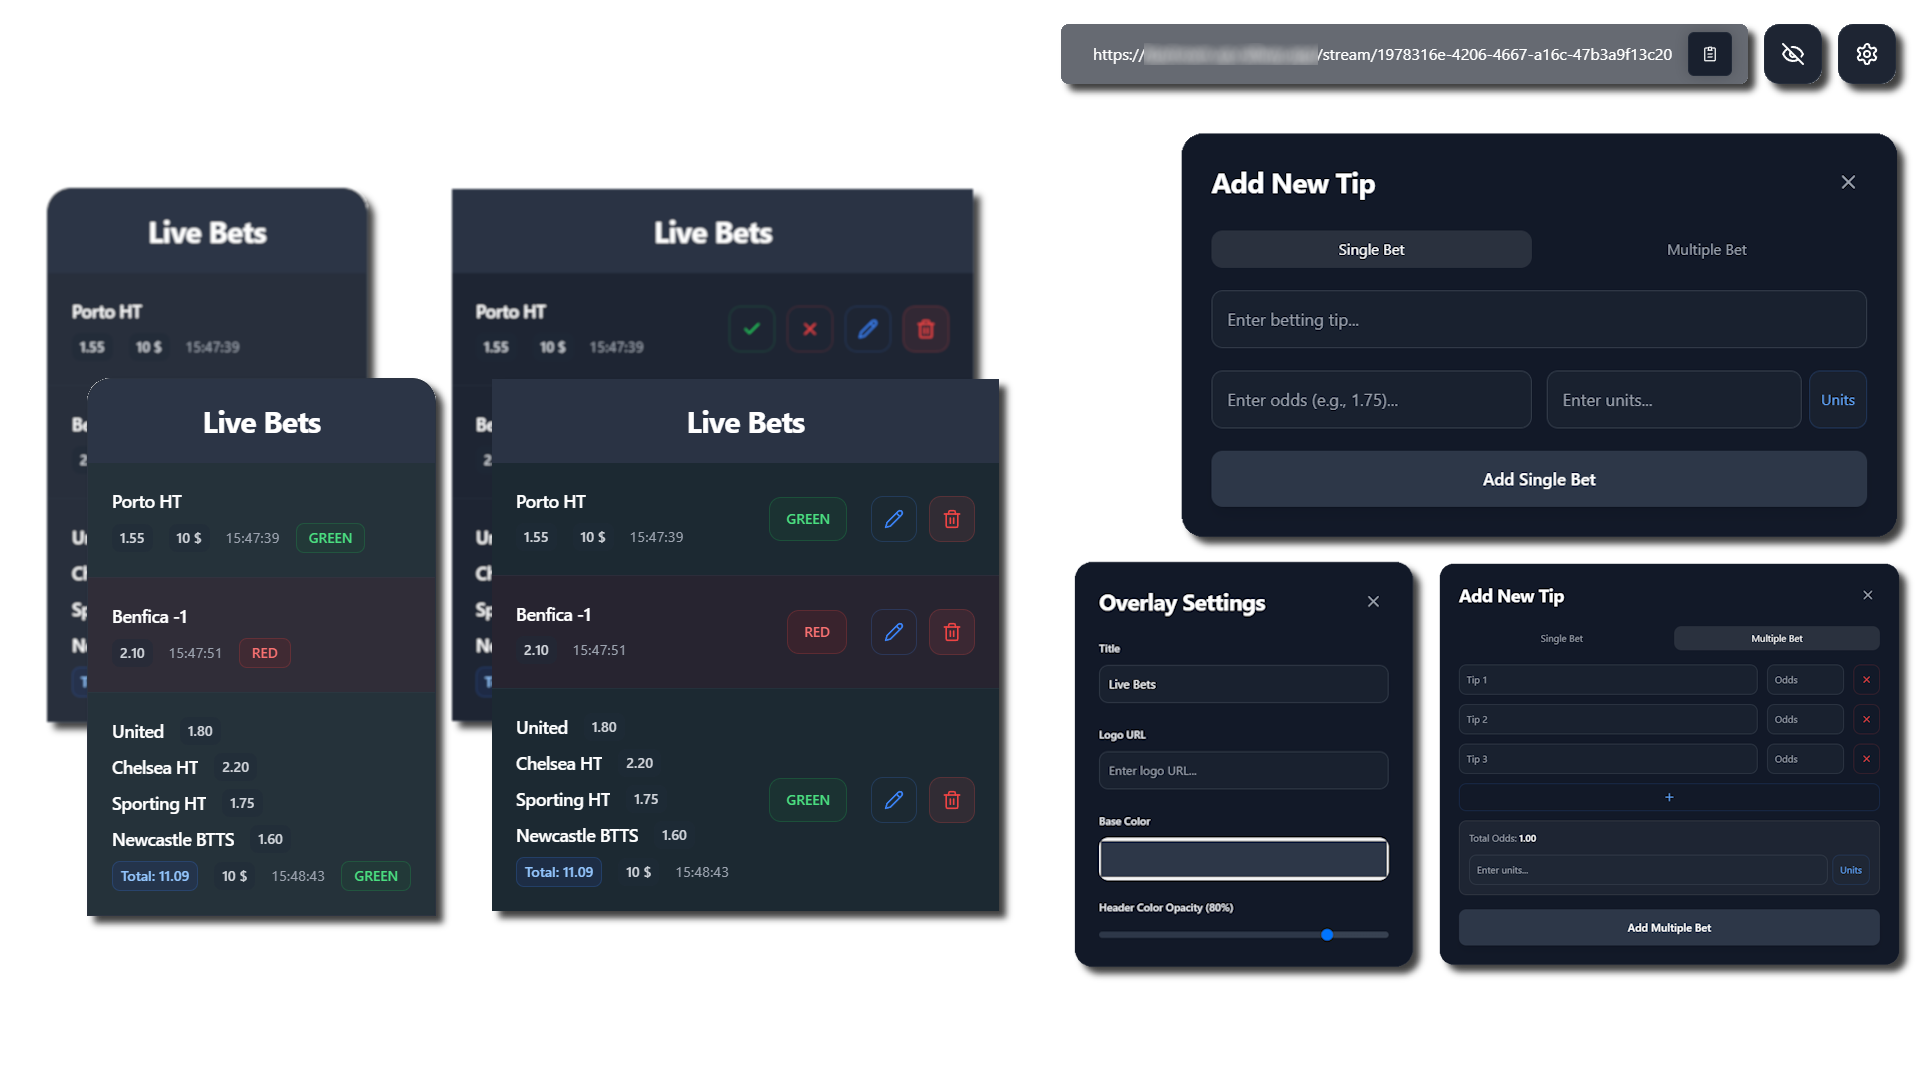 https:// /stream/1978316e-4206-4667-a16c-47b3a9f13c20
Live Bets
Porto HT
1.55 10 $ 15:47:39
Live Bets
Porto HT
1.55 10 $ 15:47:39
Live Bets
Porto HT
1.55 10 $ 15:47:39 GREEN
Benfica -1
2.10 15:47:51 RED
United 1.80
Chelsea HT 2.20
Sporting HT 1.75
Newcastle BTTS 1.60
Total: 11.09 10 $ 15:48:43 GREEN
Live Bets
Porto HT
1.55 10 $ 15:47:39
GREEN
Benfica -1
2.10 15:47:51
RED
United 1.80
Chelsea HT 2.20
Sporting HT 1.75
GREEN
Newcastle BTTS 1.60
Total: 11.09 10 $ 15:48:43
Add New Tip
Single Bet Multiple Bet
Enter betting tip...
Enter odds (e.g., 1.75)... Enter units... Units
Add Single Bet
Overlay Settings
Title
Live Bets
Logo URL
Enter logo URL...
Base Color
Header Color Opacity (80%)
Add New Tip
Single Bet Multiple Bet
Tip 1 Odds
Tip 2 Odds
Tip 3 Odds
+
Total Odds: 1.00
Enter units... Units
Add Multiple Bet